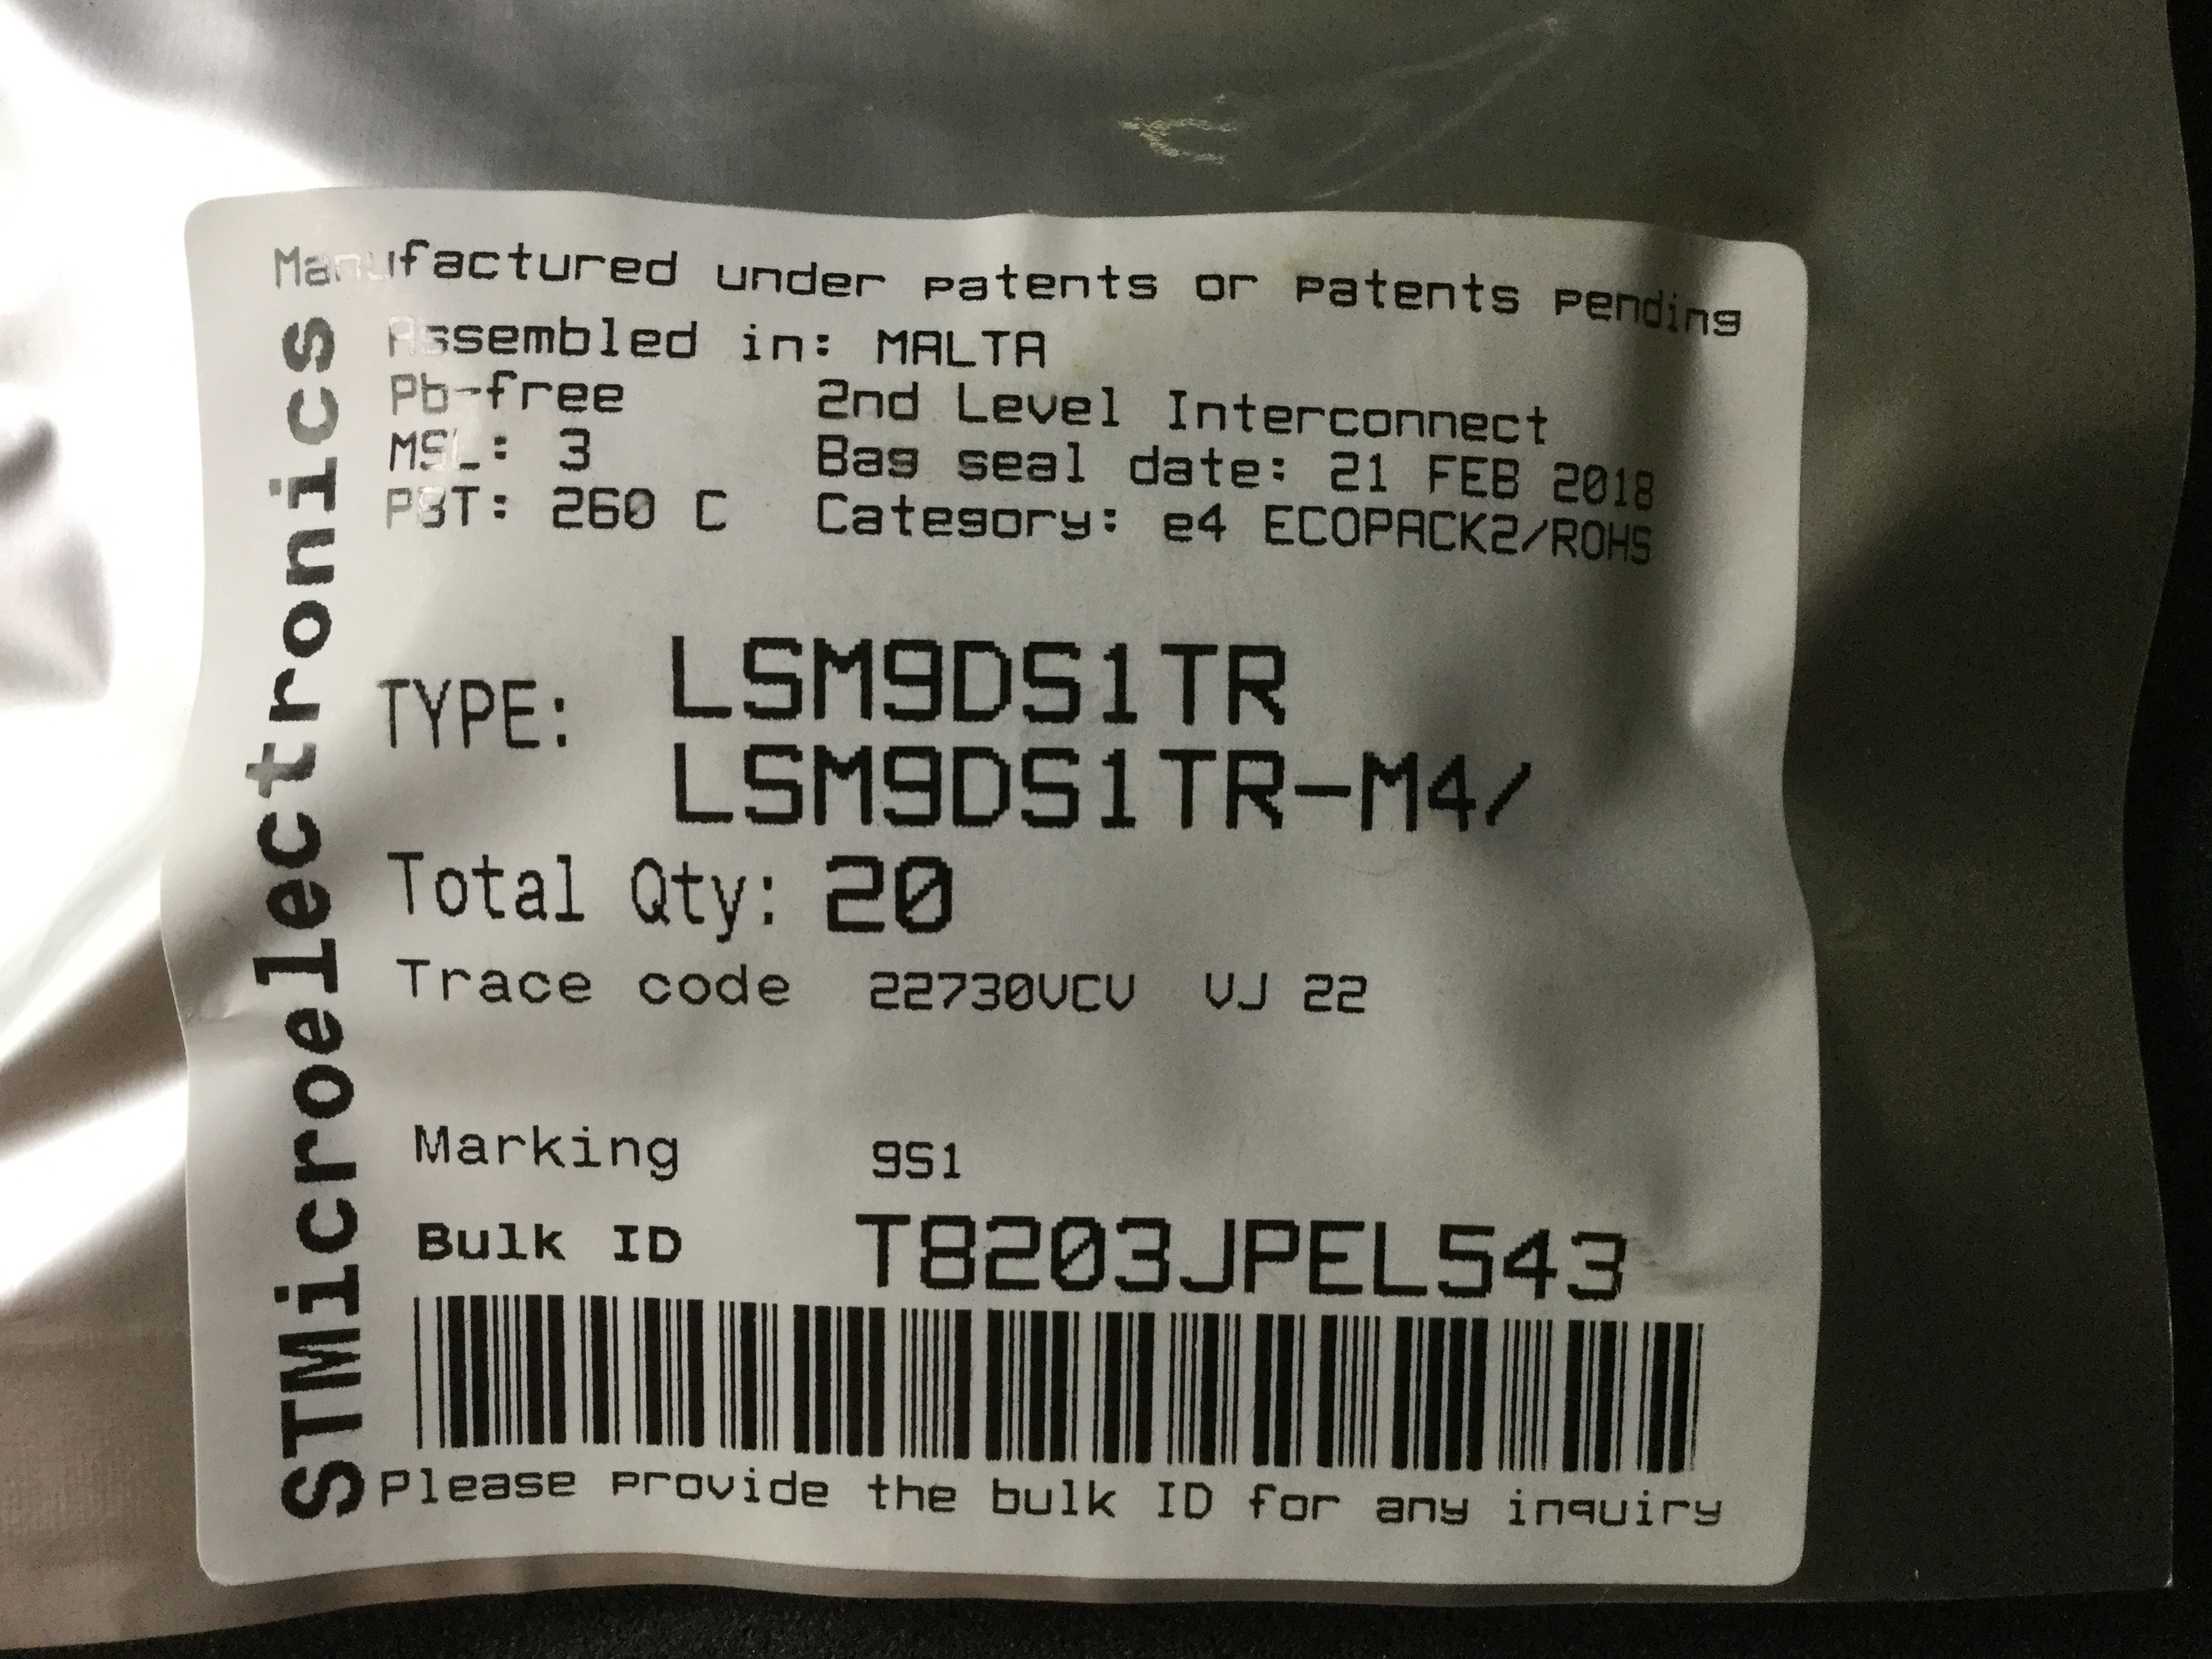 STMicroelectronics
Manufactured under patents or patents pending
Assembled in: MALTA
Pb-free 2nd Level Interconnect
MSL: 3 Bag seal date: 21 FEB 2018
PBT: 260 C Category: e4 ECOPACK2/ROHS
TYPE: LSM9DS1TR
LSM9DS1TR-M4/
Total Qty: 20
Trace code 22730VCV VJ 22
Marking 9S1
Bulk ID T8203JPEL543
Please provide the bulk ID for any inquiry